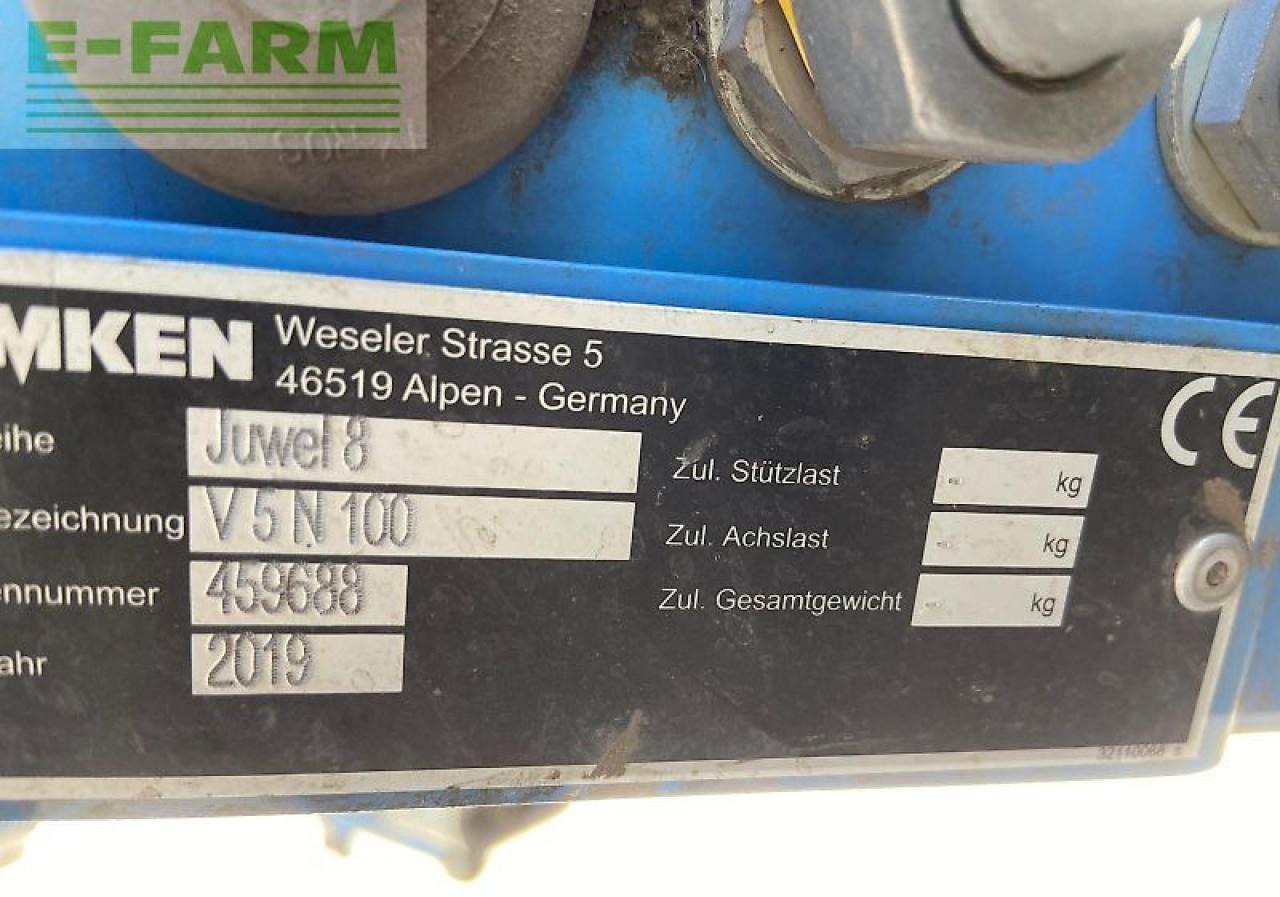 E-FARM
MKEN
Weseler Strasse 5
46519 Alpen - Germany
CE
eihe Juwel 8
ezeichnung V 5 N 100
ennummer 459688
ahr 2019
Zul. Stützlast - kg
Zul. Achslast - kg
Zul. Gesamtgewicht - kg